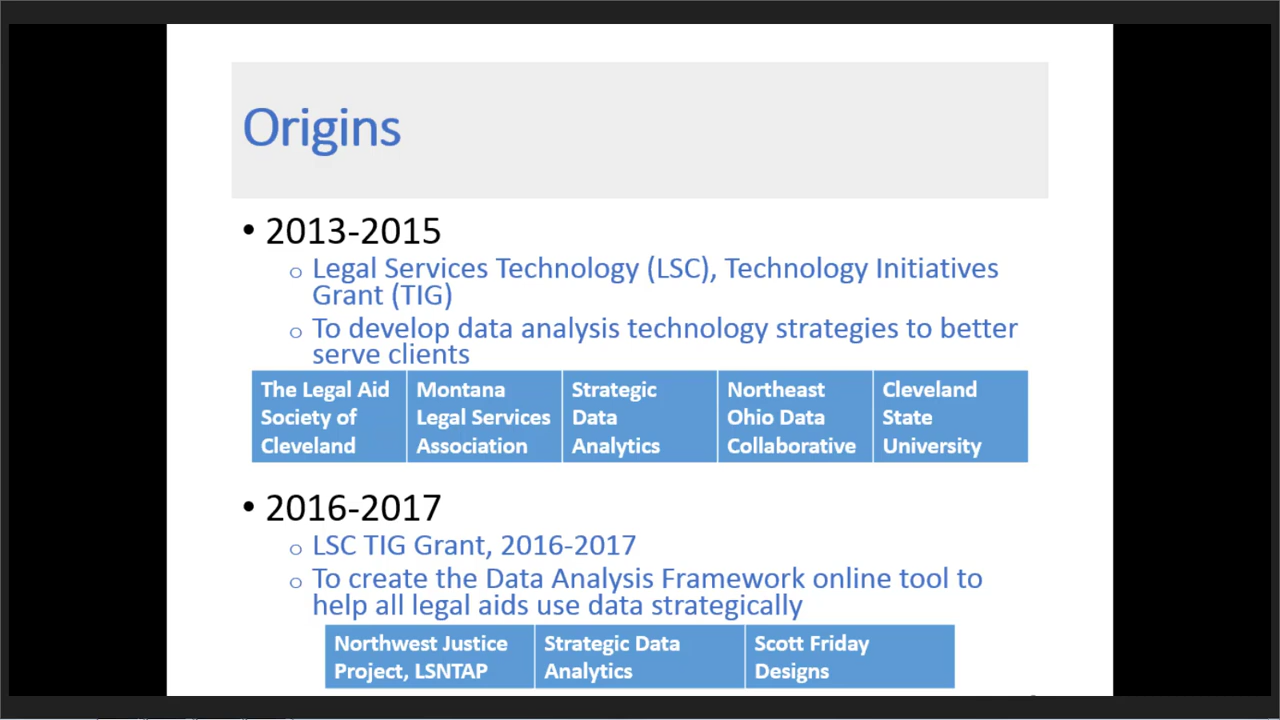 Origins
• 2013-2015
o Legal Services Technology (LSC), Technology Initiatives
Grant (TIG)
o To develop data analysis technology strategies to better
serve clients
The Legal Aid
Society of
Cleveland
Montana
Legal Services
Association
Strategic
Data
Analytics
Northeast
Ohio Data
Collaborative
Cleveland
State
University
• 2016-2017
o LSC TIG Grant, 2016-2017
o To create the Data Analysis Framework online tool to
help all legal aids use data strategically
Northwest Justice
Project, LSNTAP
Strategic Data
Analytics
Scott Friday
Designs